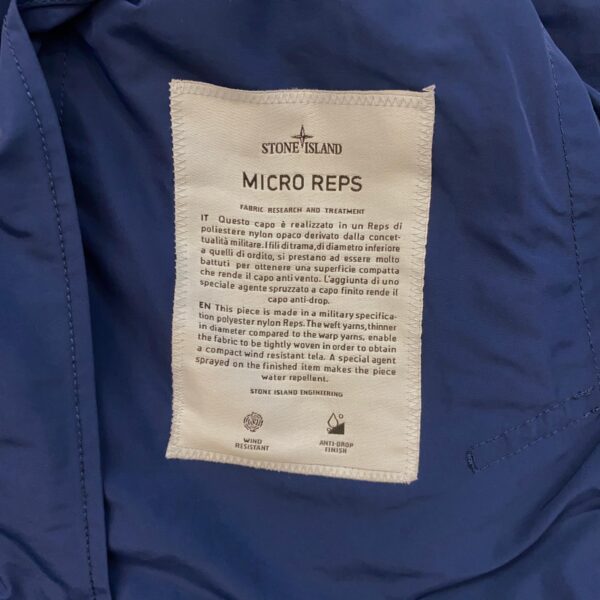 STONE ISLAND
MICRO REPS
FABRIC RESEARCH AND TREATMENT
IT Questo capo è realizzato in un Reps di
poliestere nylon opaco derivato dalla concet-
tualità militare. I fili di trama, di diametro inferiore
a quelli di ordito, si prestano ad essere molto
battuti per ottenere una superficie compatta
che rende il capo anti vento. L'aggiunta di uno
speciale agente spruzzato a capo finito rende il
capo anti-drop.
EN This piece is made in a military specifica-
tion polyester nylon Reps. The weft yarns, thinner
in diameter compared to the warp yarns, enable
the fabric to be tightly woven in order to obtain
a compact wind resistant tela. A special agent
sprayed on the finished item makes the piece
water repellent.
STONE ISLAND ENGINEERING
WIND
RESISTANT
ANTI-DROP
FINISH